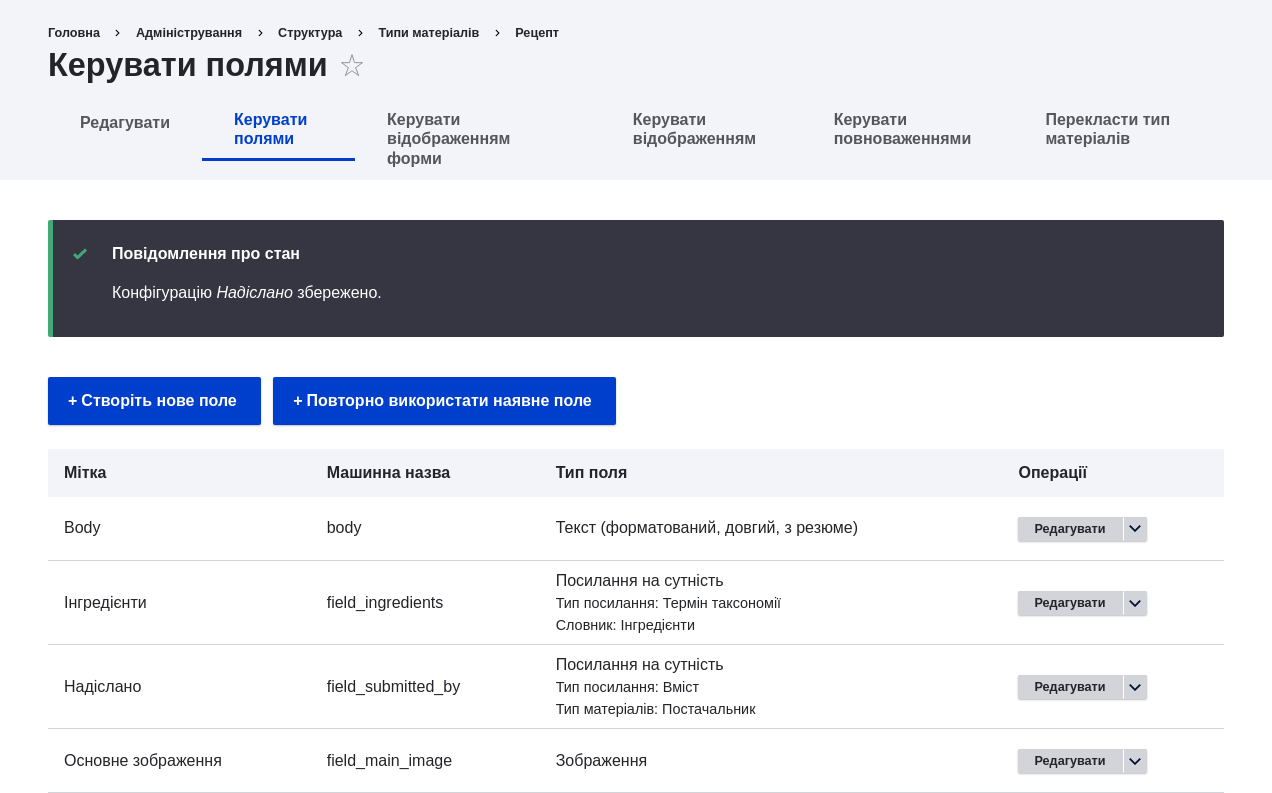 Головна > Адміністрування > Структура > Типи матеріалів > Рецепт
Керувати полями ☆
Редагувати
Керувати
полями
Керувати
відображенням
форми
Керувати
відображенням
Керувати
повноваженнями
Перекласти тип
матеріалів
Повідомлення про стан
Конфігурацію Надіслано збережено.
+ Створіть нове поле
+ Повторно використати наявне поле
Мітка Машинна назва Тип поля Операції
Body body Текст (форматований, довгий, з резюме) Редагувати
Інгредієнти field_ingredients Посилання на сутність
Тип посилання: Термін таксономії
Словник: Інгредієнти
Редагувати
Надіслано field_submitted_by Посилання на сутність
Тип посилання: Вміст
Тип матеріалів: Постачальник
Редагувати
Основне зображення field_main_image Зображення Редагувати